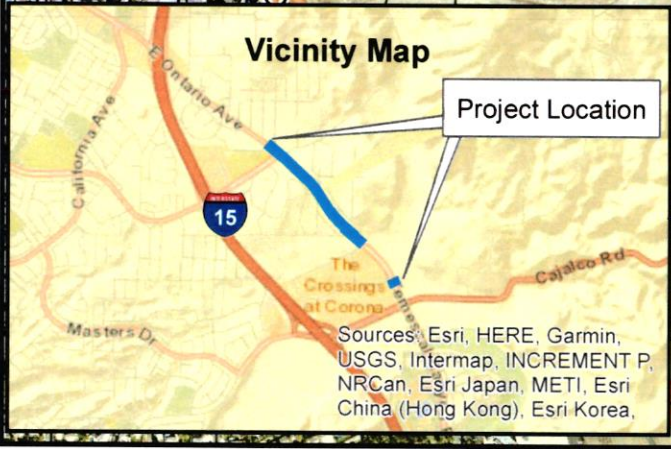 Vicinity Map
E Ontario Ave
California Ave
Project Location
INTERSTATE
15
The
Crossings
at Corona
Cajalco Rd
Masters Dr
Sources: Esri, HERE, Garmin,
USGS, Intermap, INCREMENT P,
NRCan, Esri Japan, METI, Esri
China (Hong Kong), Esri Korea,